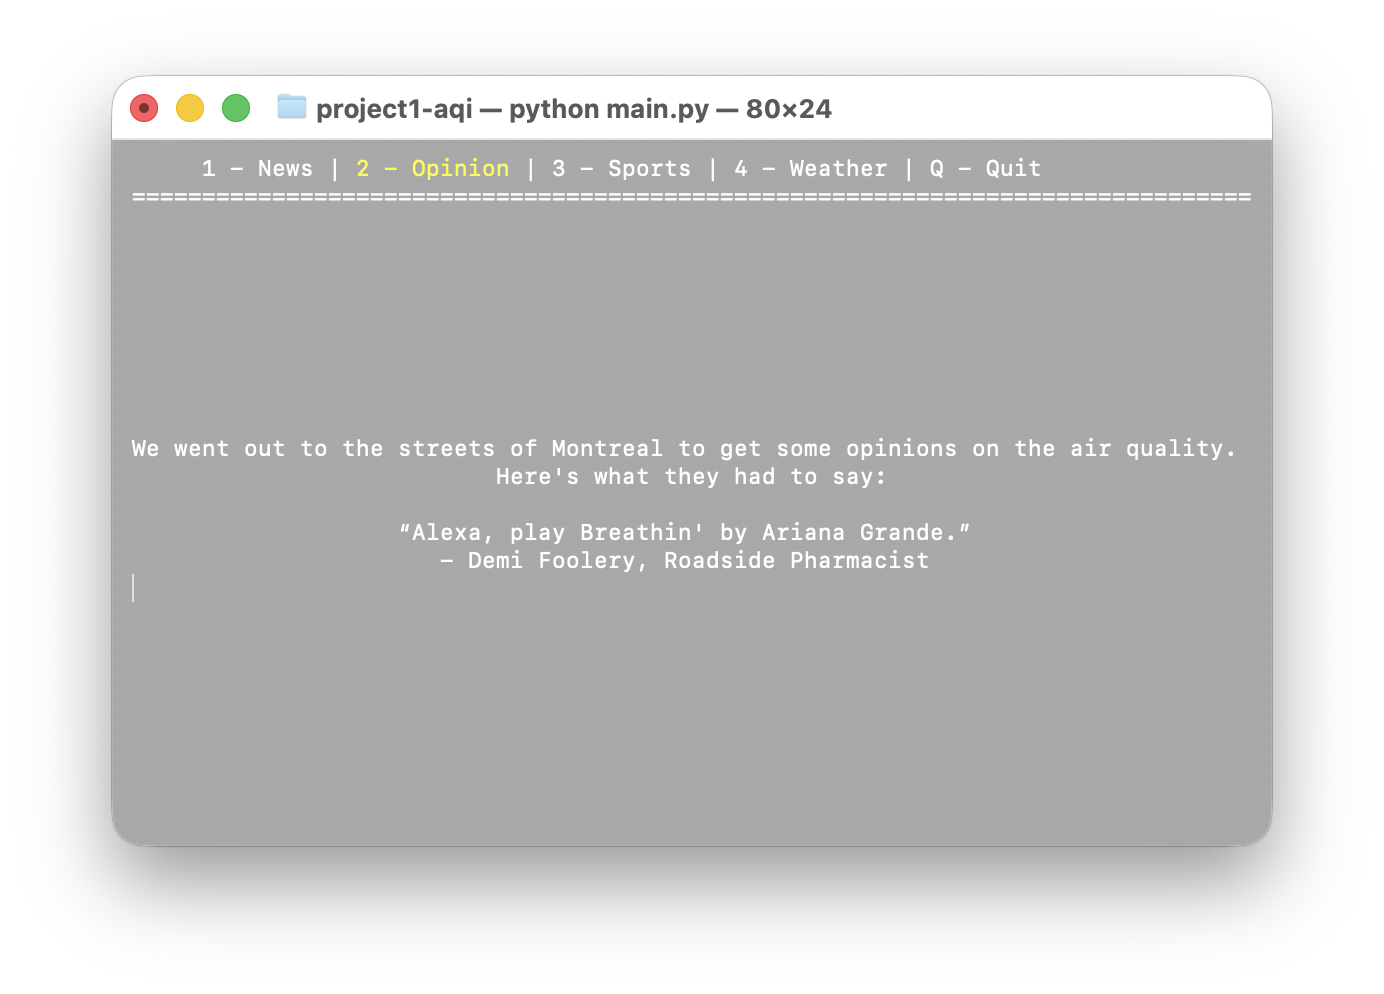 project1-aqi — python main.py — 80×24
1 – News | 2 – Opinion | 3 – Sports | 4 – Weather | Q – Quit
================================================================================
We went out to the streets of Montreal to get some opinions on the air quality.
Here's what they had to say:
“Alexa, play Breathin' by Ariana Grande.”
– Demi Foolery, Roadside Pharmacist